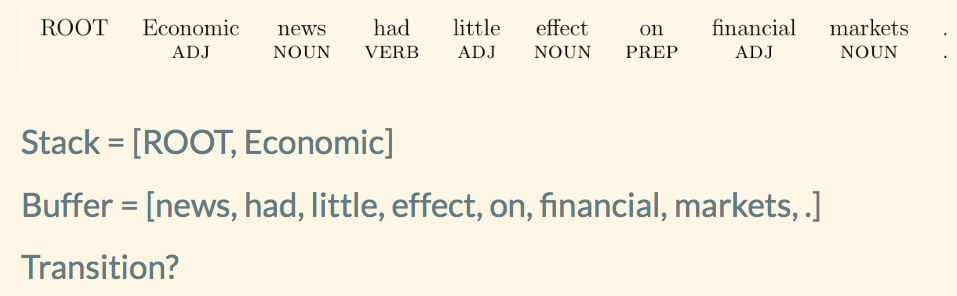 ROOT Economic news had little effect on financial markets .
ADJ NOUN VERB ADJ NOUN PREP ADJ NOUN .
Stack = [ROOT, Economic]
Buffer = [news, had, little, effect, on, financial, markets, .]
Transition?